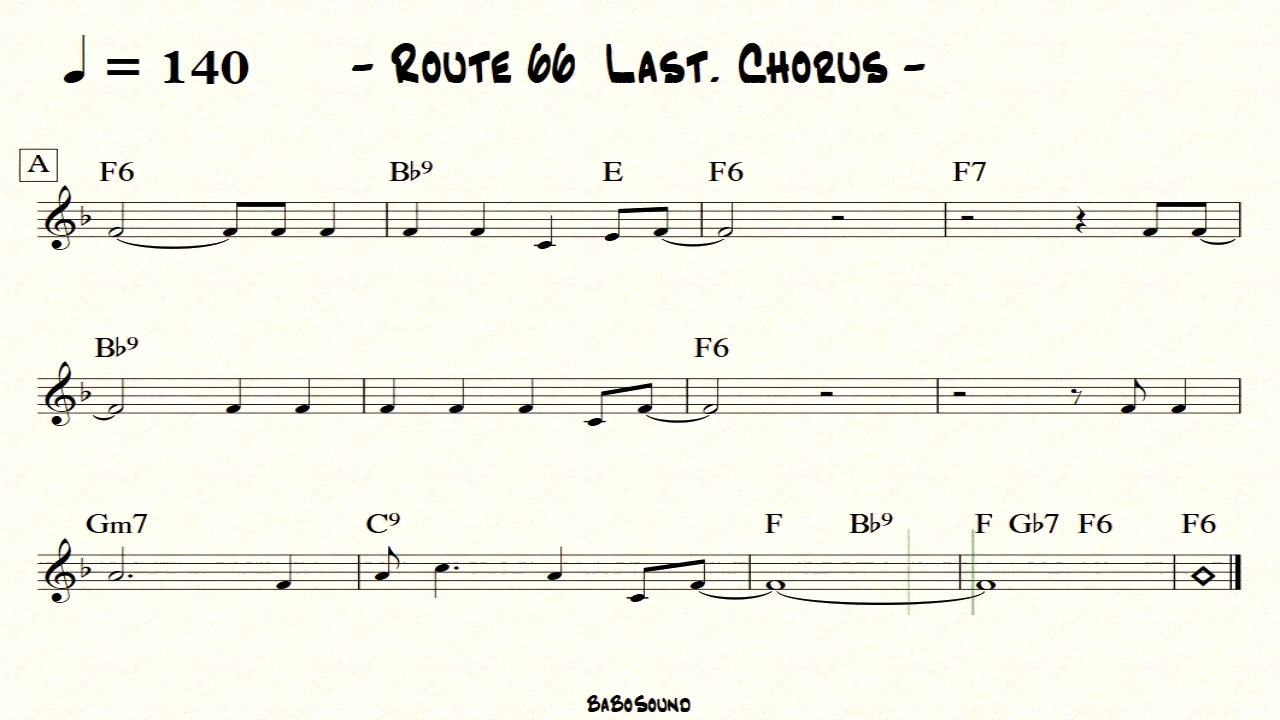 ♩ = 140 - ROUTE 66 LAST. CHORUS -
A F6 B♭9 E F6 F7
B♭9 F6
Gm7 C9 F B♭9 F G♭7 F6 F6
BABOSOUND